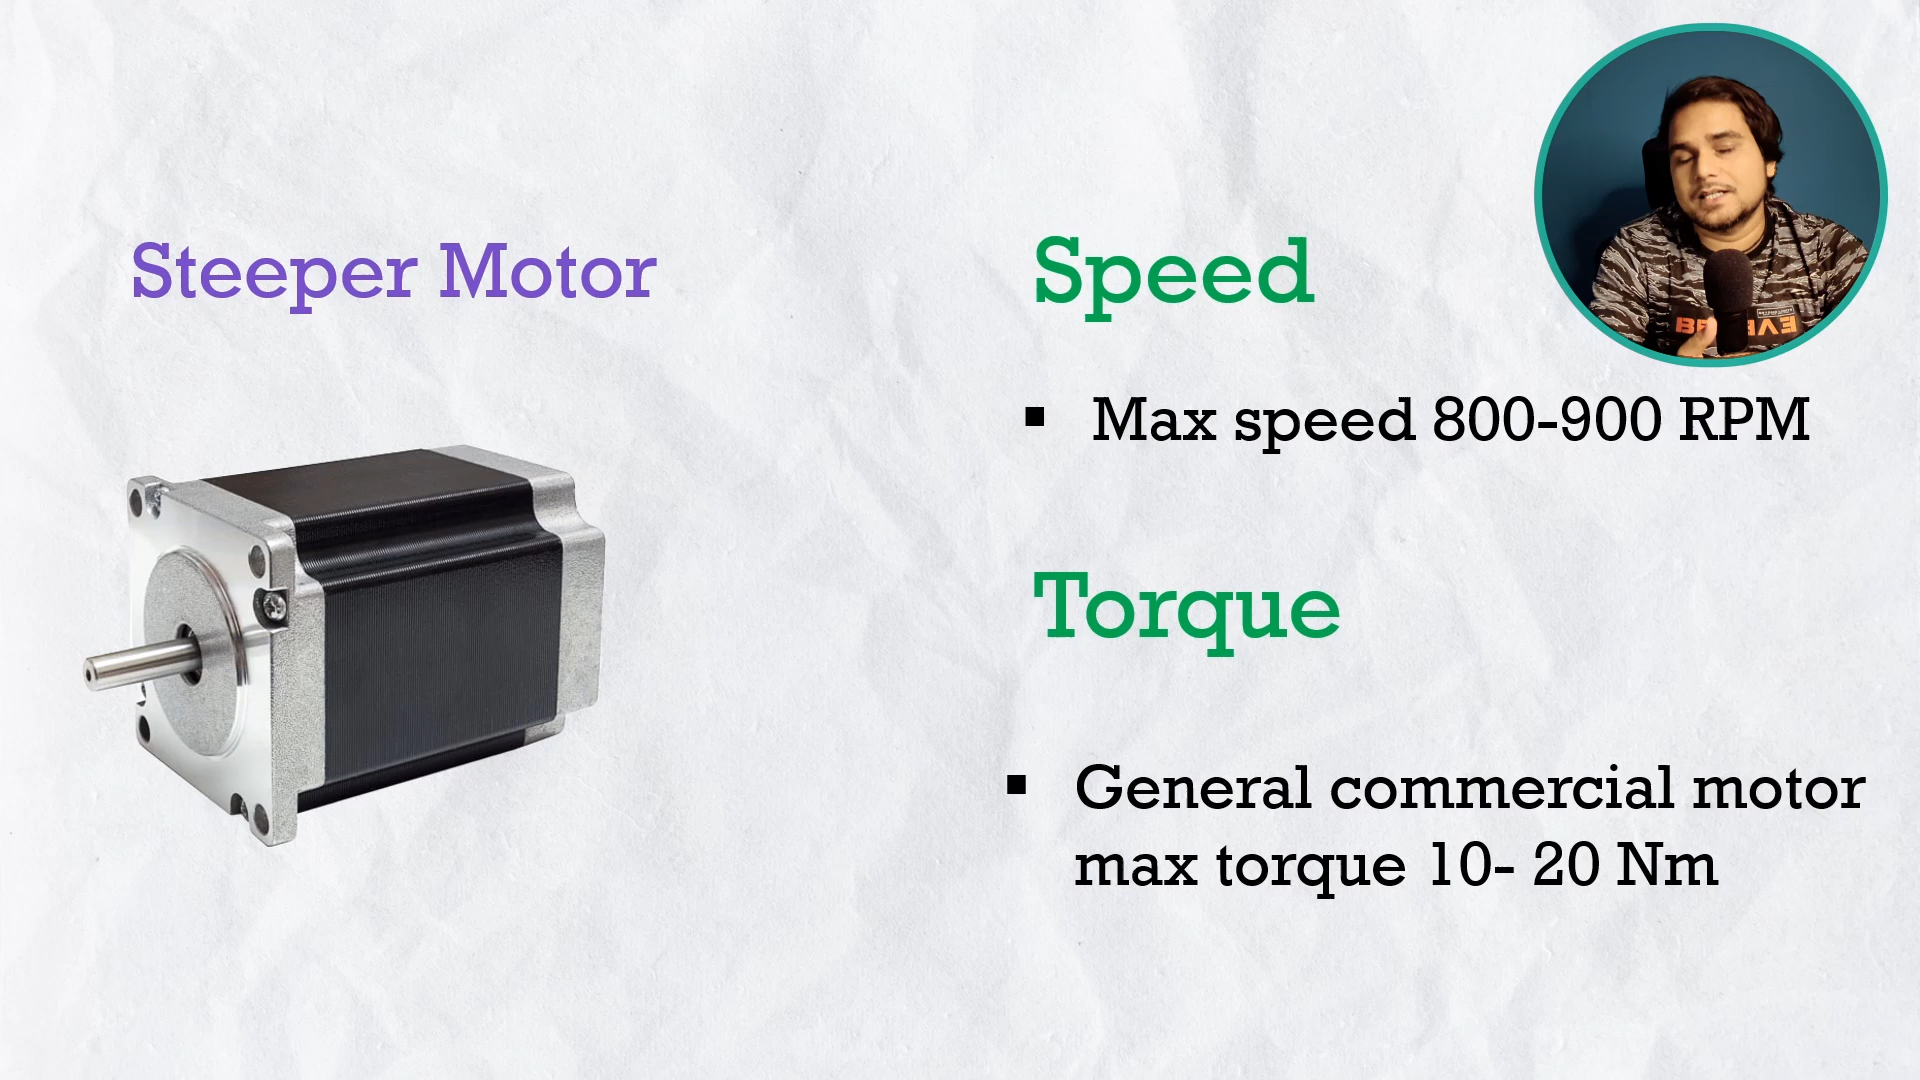 Steeper Motor
Speed
▪ Max speed 800-900 RPM
Torque
▪ General commercial motor
max torque 10- 20 Nm